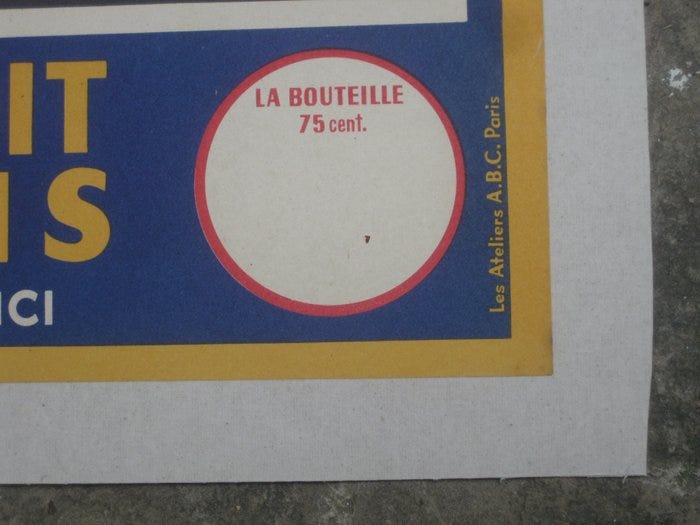 IT
S
ICI
LA BOUTEILLE
75 cent.
Les Ateliers A.B.C. Paris